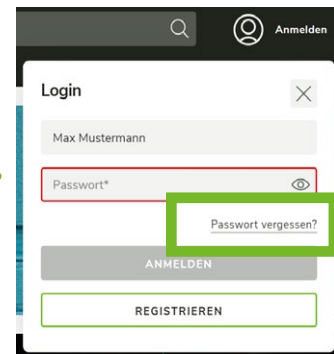 Anmelden
Login
Max Mustermann
Passwort*
Passwort vergessen?
ANMELDEN
REGISTRIEREN